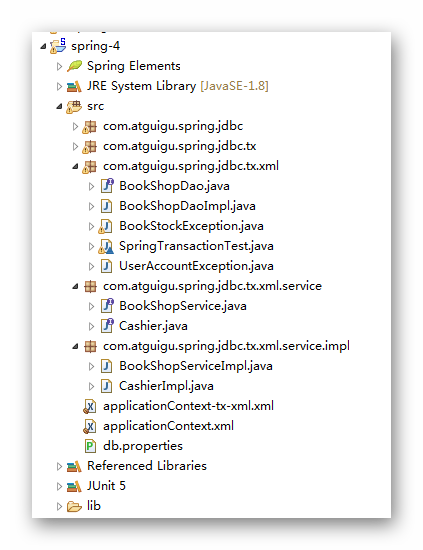 spring-4
Spring Elements
JRE System Library [JavaSE-1.8]
src
com.atguigu.spring.jdbc
com.atguigu.spring.jdbc.tx
com.atguigu.spring.jdbc.tx.xml
BookShopDao.java
BookShopDaoImpl.java
BookStockException.java
SpringTransactionTest.java
UserAccountException.java
com.atguigu.spring.jdbc.tx.xml.service
BookShopService.java
Cashier.java
com.atguigu.spring.jdbc.tx.xml.service.impl
BookShopServiceImpl.java
CashierImpl.java
applicationContext-tx-xml.xml
applicationContext.xml
db.properties
Referenced Libraries
JUnit 5
lib